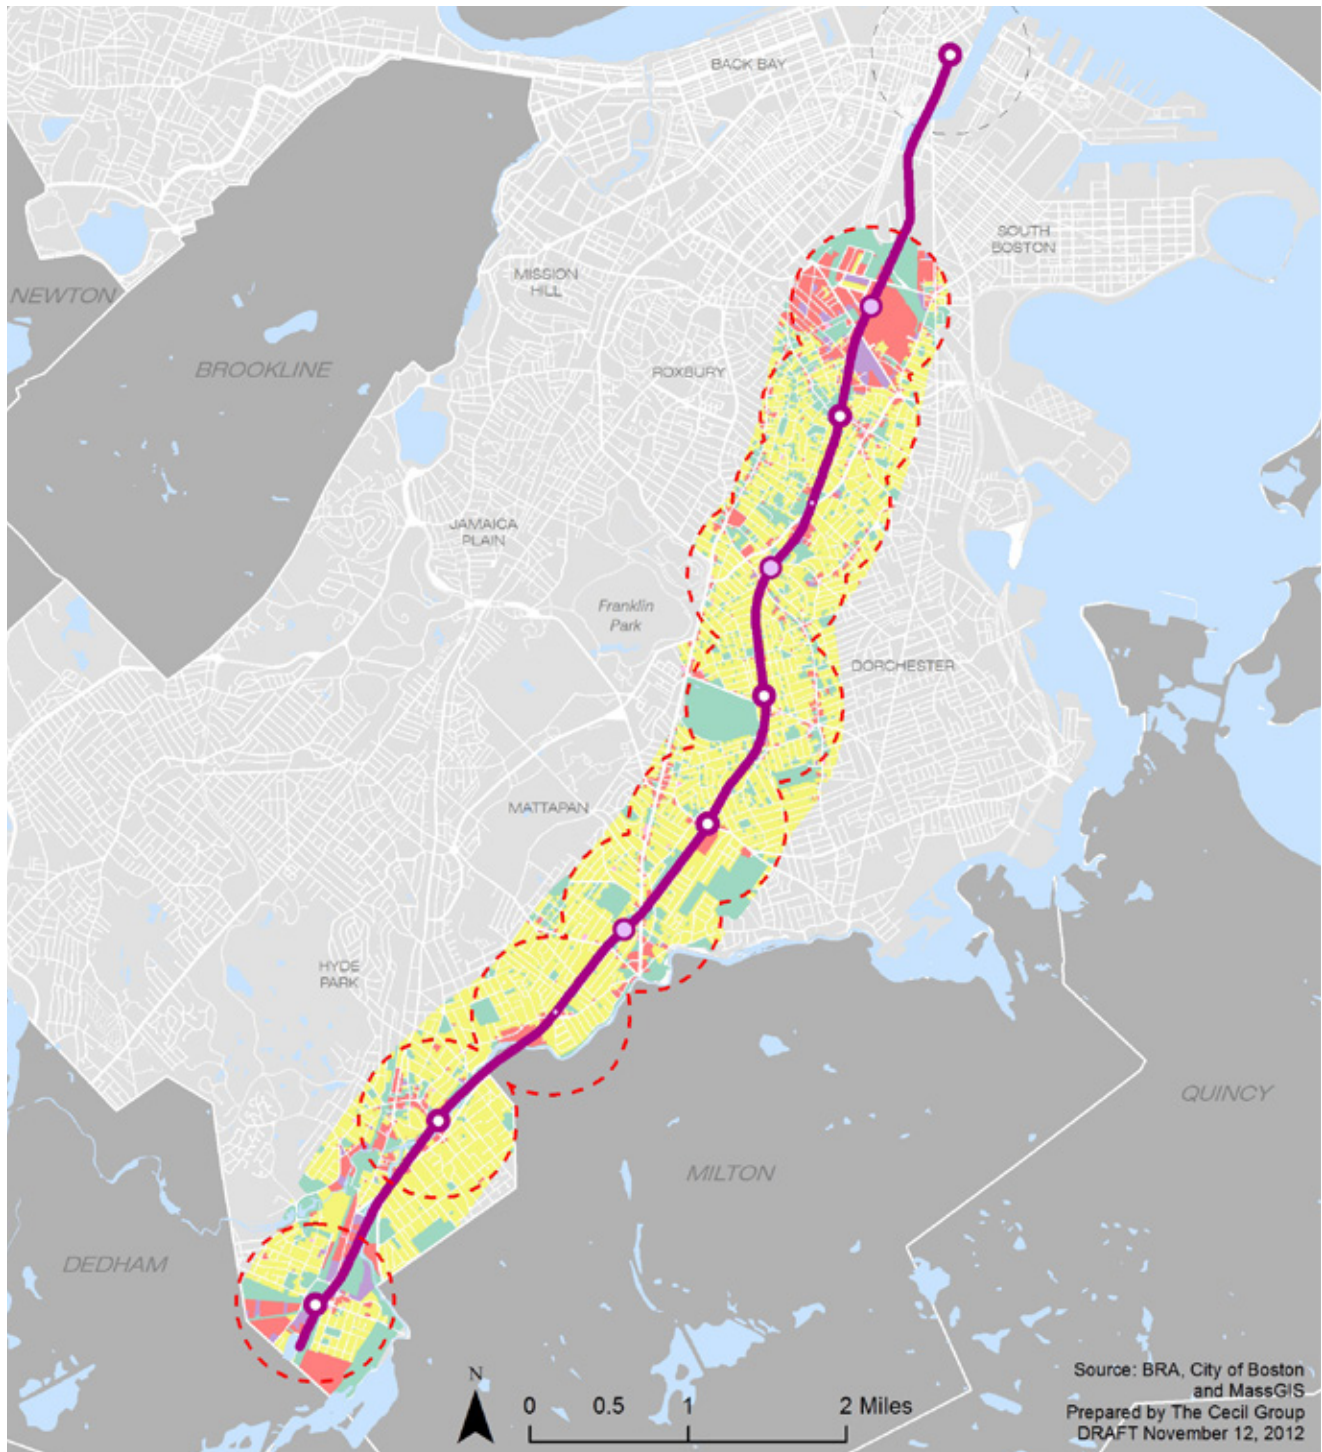 BACK BAY
SOUTH
BOSTON
MISSION
HILL
NEWTON
BROOKLINE
ROXBURY
JAMAICA
PLAIN
Franklin
Park
DORCHESTER
MATTAPAN
HYDE
PARK
QUINCY
MILTON
DEDHAM
N
0 0.5 1 2 Miles
Source: BRA, City of Boston
and MassGIS
Prepared by The Cecil Group
DRAFT November 12, 2012